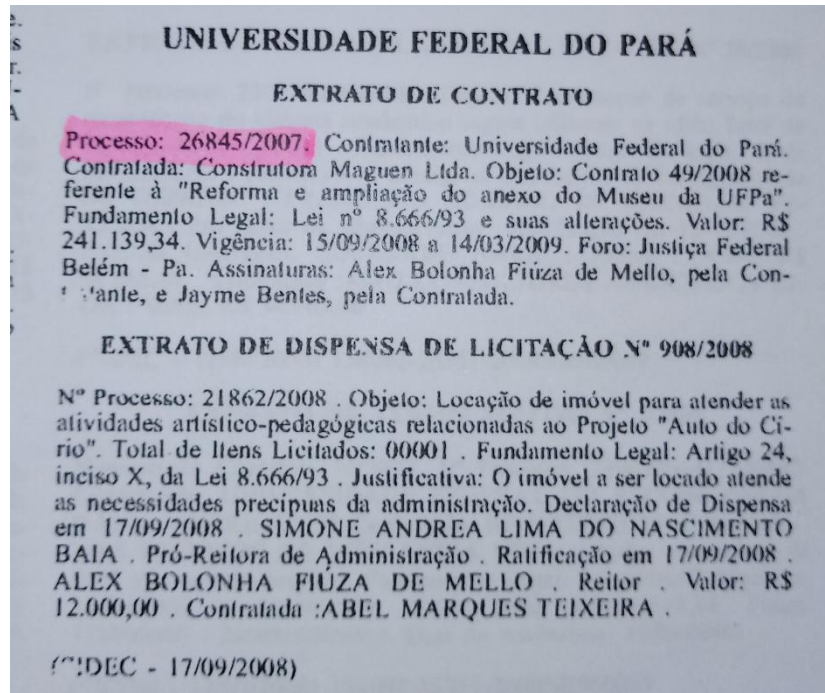 UNIVERSIDADE FEDERAL DO PARÁ
EXTRATO DE CONTRATO
Processo: 26845/2007. Contratante: Universidade Federal do Pará.
Contratada: Construtora Maguen Ltda. Objeto: Contrato 49/2008 re-
ferente à "Reforma e ampliação do anexo do Museu da UFPa".
Fundamento Legal: Lei nº 8.666/93 e suas alterações. Valor: R$
241.139,34. Vigência: 15/09/2008 a 14/03/2009. Foro: Justiça Federal
Belém - Pa. Assinaturas: Alex Bolonha Fiúza de Mello, pela Con-
e Jayme Bentes, pela Contratada.
EXTRATO DE DISPENSA DE LICITAÇÃO Nº 908/2008
Nº Processo: 21862/2008 . Objeto: Locação de imóvel para atender as
atividades artístico-pedagógicas relacionadas ao Projeto "Auto do Cí-
rio". Total de Itens Licitados: 00001 . Fundamento Legal: Artigo 24,
inciso X, da Lei 8.666/93 . Justificativa: O imóvel a ser locado atende
as necessidades precípuas da administração. Declaração de Dispensa
em 17/09/2008 . SIMONE ANDREA LIMA DO NASCIMENTO
BAIA . Pró-Reitora de Administração . Ratificação em 17/09/2008 .
ALEX BOLONHA FIÚZA DE MELLO . Reitor . Valor: R$
12.000,00 . Contratada :ABEL MARQUES TEIXEIRA .
- 17/09/2008)